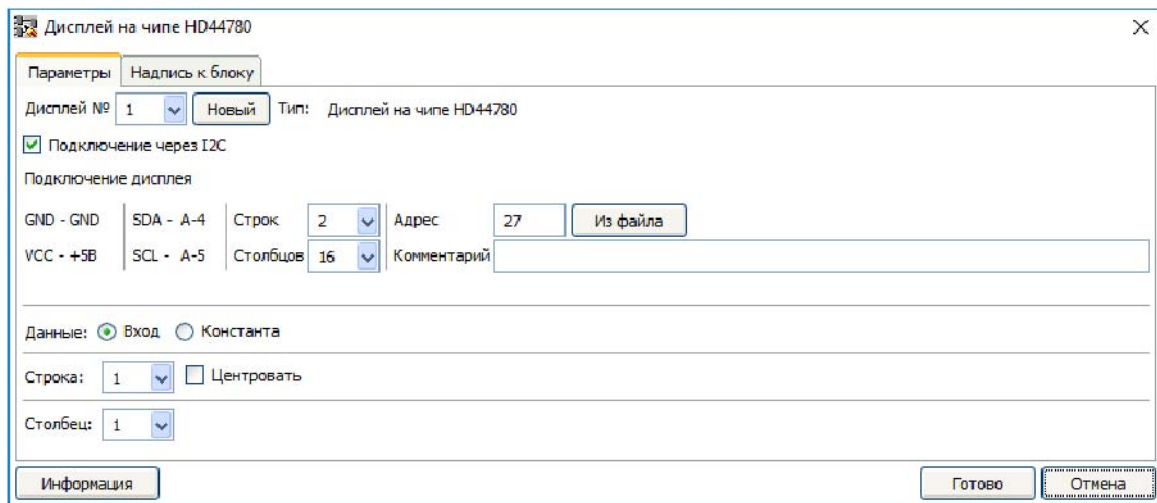 Дисплей на чипе HD44780
Параметры Надпись к блоку
Дисплей № 1 Новый Тип: Дисплей на чипе HD44780
Подключение через I2C
Подключение дисплея
GND - GND SDA - A-4 Строк 2 Адрес 27 Из файла
VCC - +5В SCL - A-5 Столбцов 16 Комментарий
Данные: Вход Константа
Строка: 1 Центровать
Столбец: 1
Информация Готово Отмена